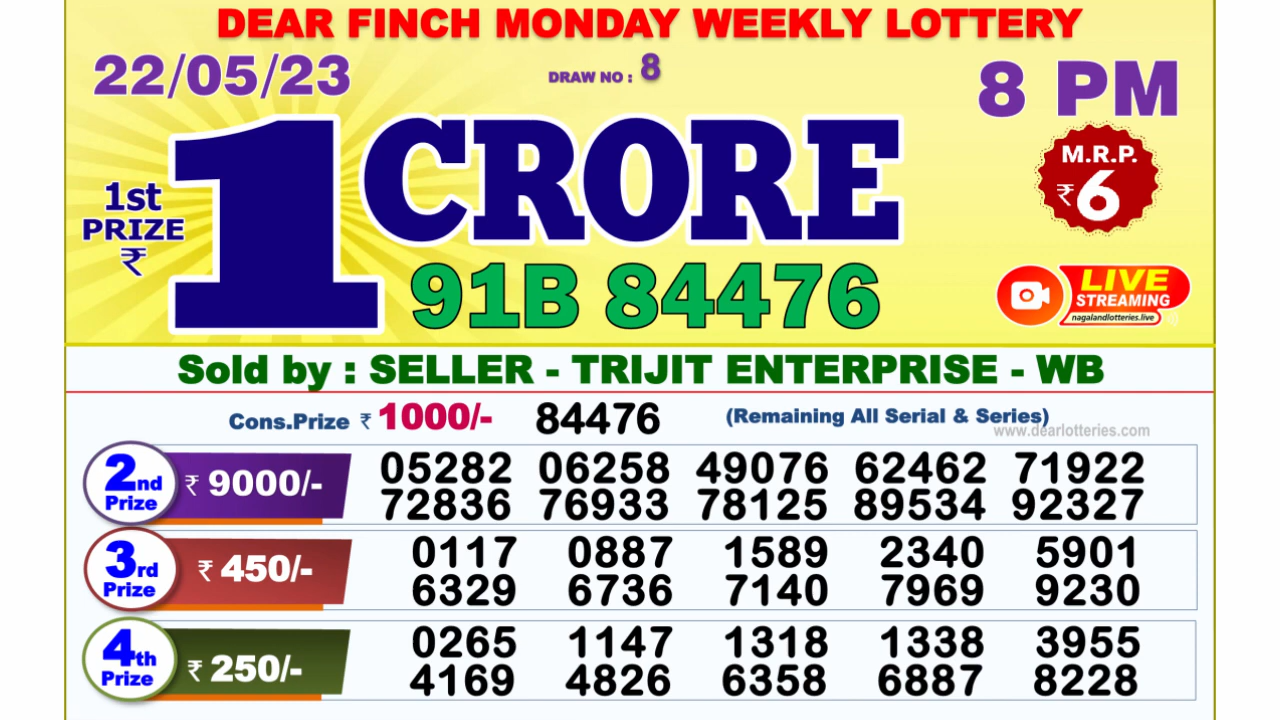 DEAR FINCH MONDAY WEEKLY LOTTERY
22/05/23
DRAW NO : 8
8 PM
1st
PRIZE
₹
1 CRORE
M.R.P.
₹ 6
91B 84476
LIVE
STREAMING
nagalandlotteries.live
Sold by : SELLER - TRIJIT ENTERPRISE - WB
Cons.Prize ₹ 1000/- 84476 (Remaining All Serial & Series)
www.dearlotteries.com
2nd
Prize
₹ 9000/-
05282 06258 49076 62462 71922
72836 76933 78125 89534 92327
3rd
Prize
₹ 450/-
0117 0887 1589 2340 5901
6329 6736 7140 7969 9230
4th
Prize
₹ 250/-
0265 1147 1318 1338 3955
4169 4826 6358 6887 8228